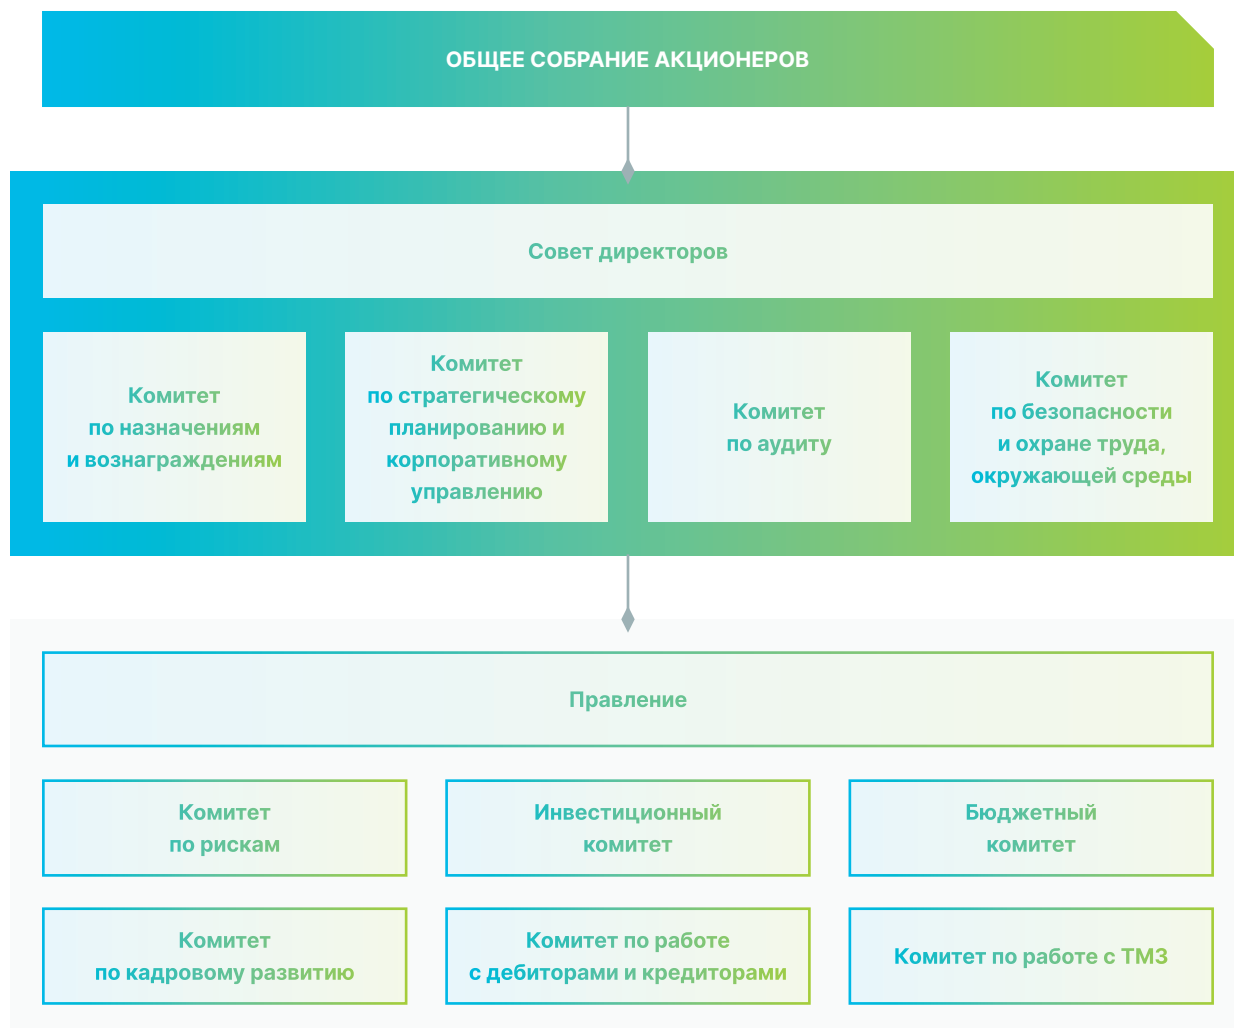 ОБЩЕЕ СОБРАНИЕ АКЦИОНЕРОВ
Совет директоров
Комитет
по назначениям
и вознаграждениям
Комитет
по стратегическому
планированию и
корпоративному
управлению
Комитет
по аудиту
Комитет
по безопасности
и охране труда,
окружающей среды
Правление
Комитет
по рискам
Инвестиционный
комитет
Бюджетный
комитет
Комитет
по кадровому развитию
Комитет по работе
с дебиторами и кредиторами
Комитет по работе с ТМЗ